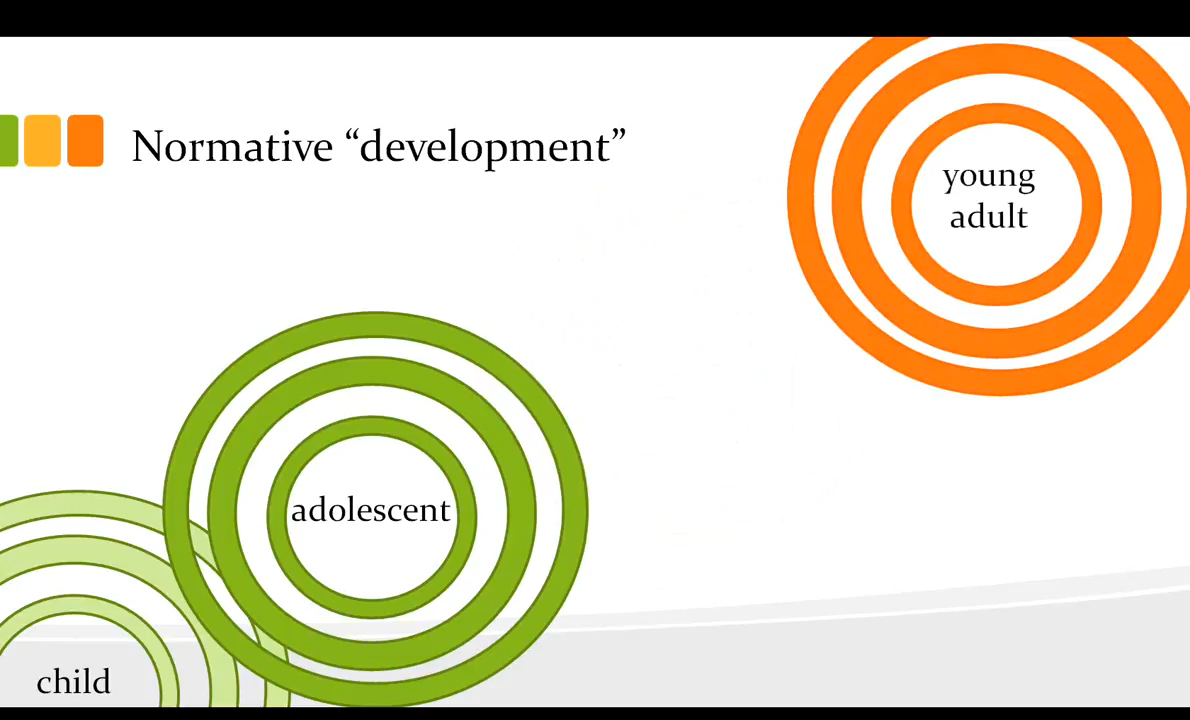 Normative “development”
young
adult
adolescent
child